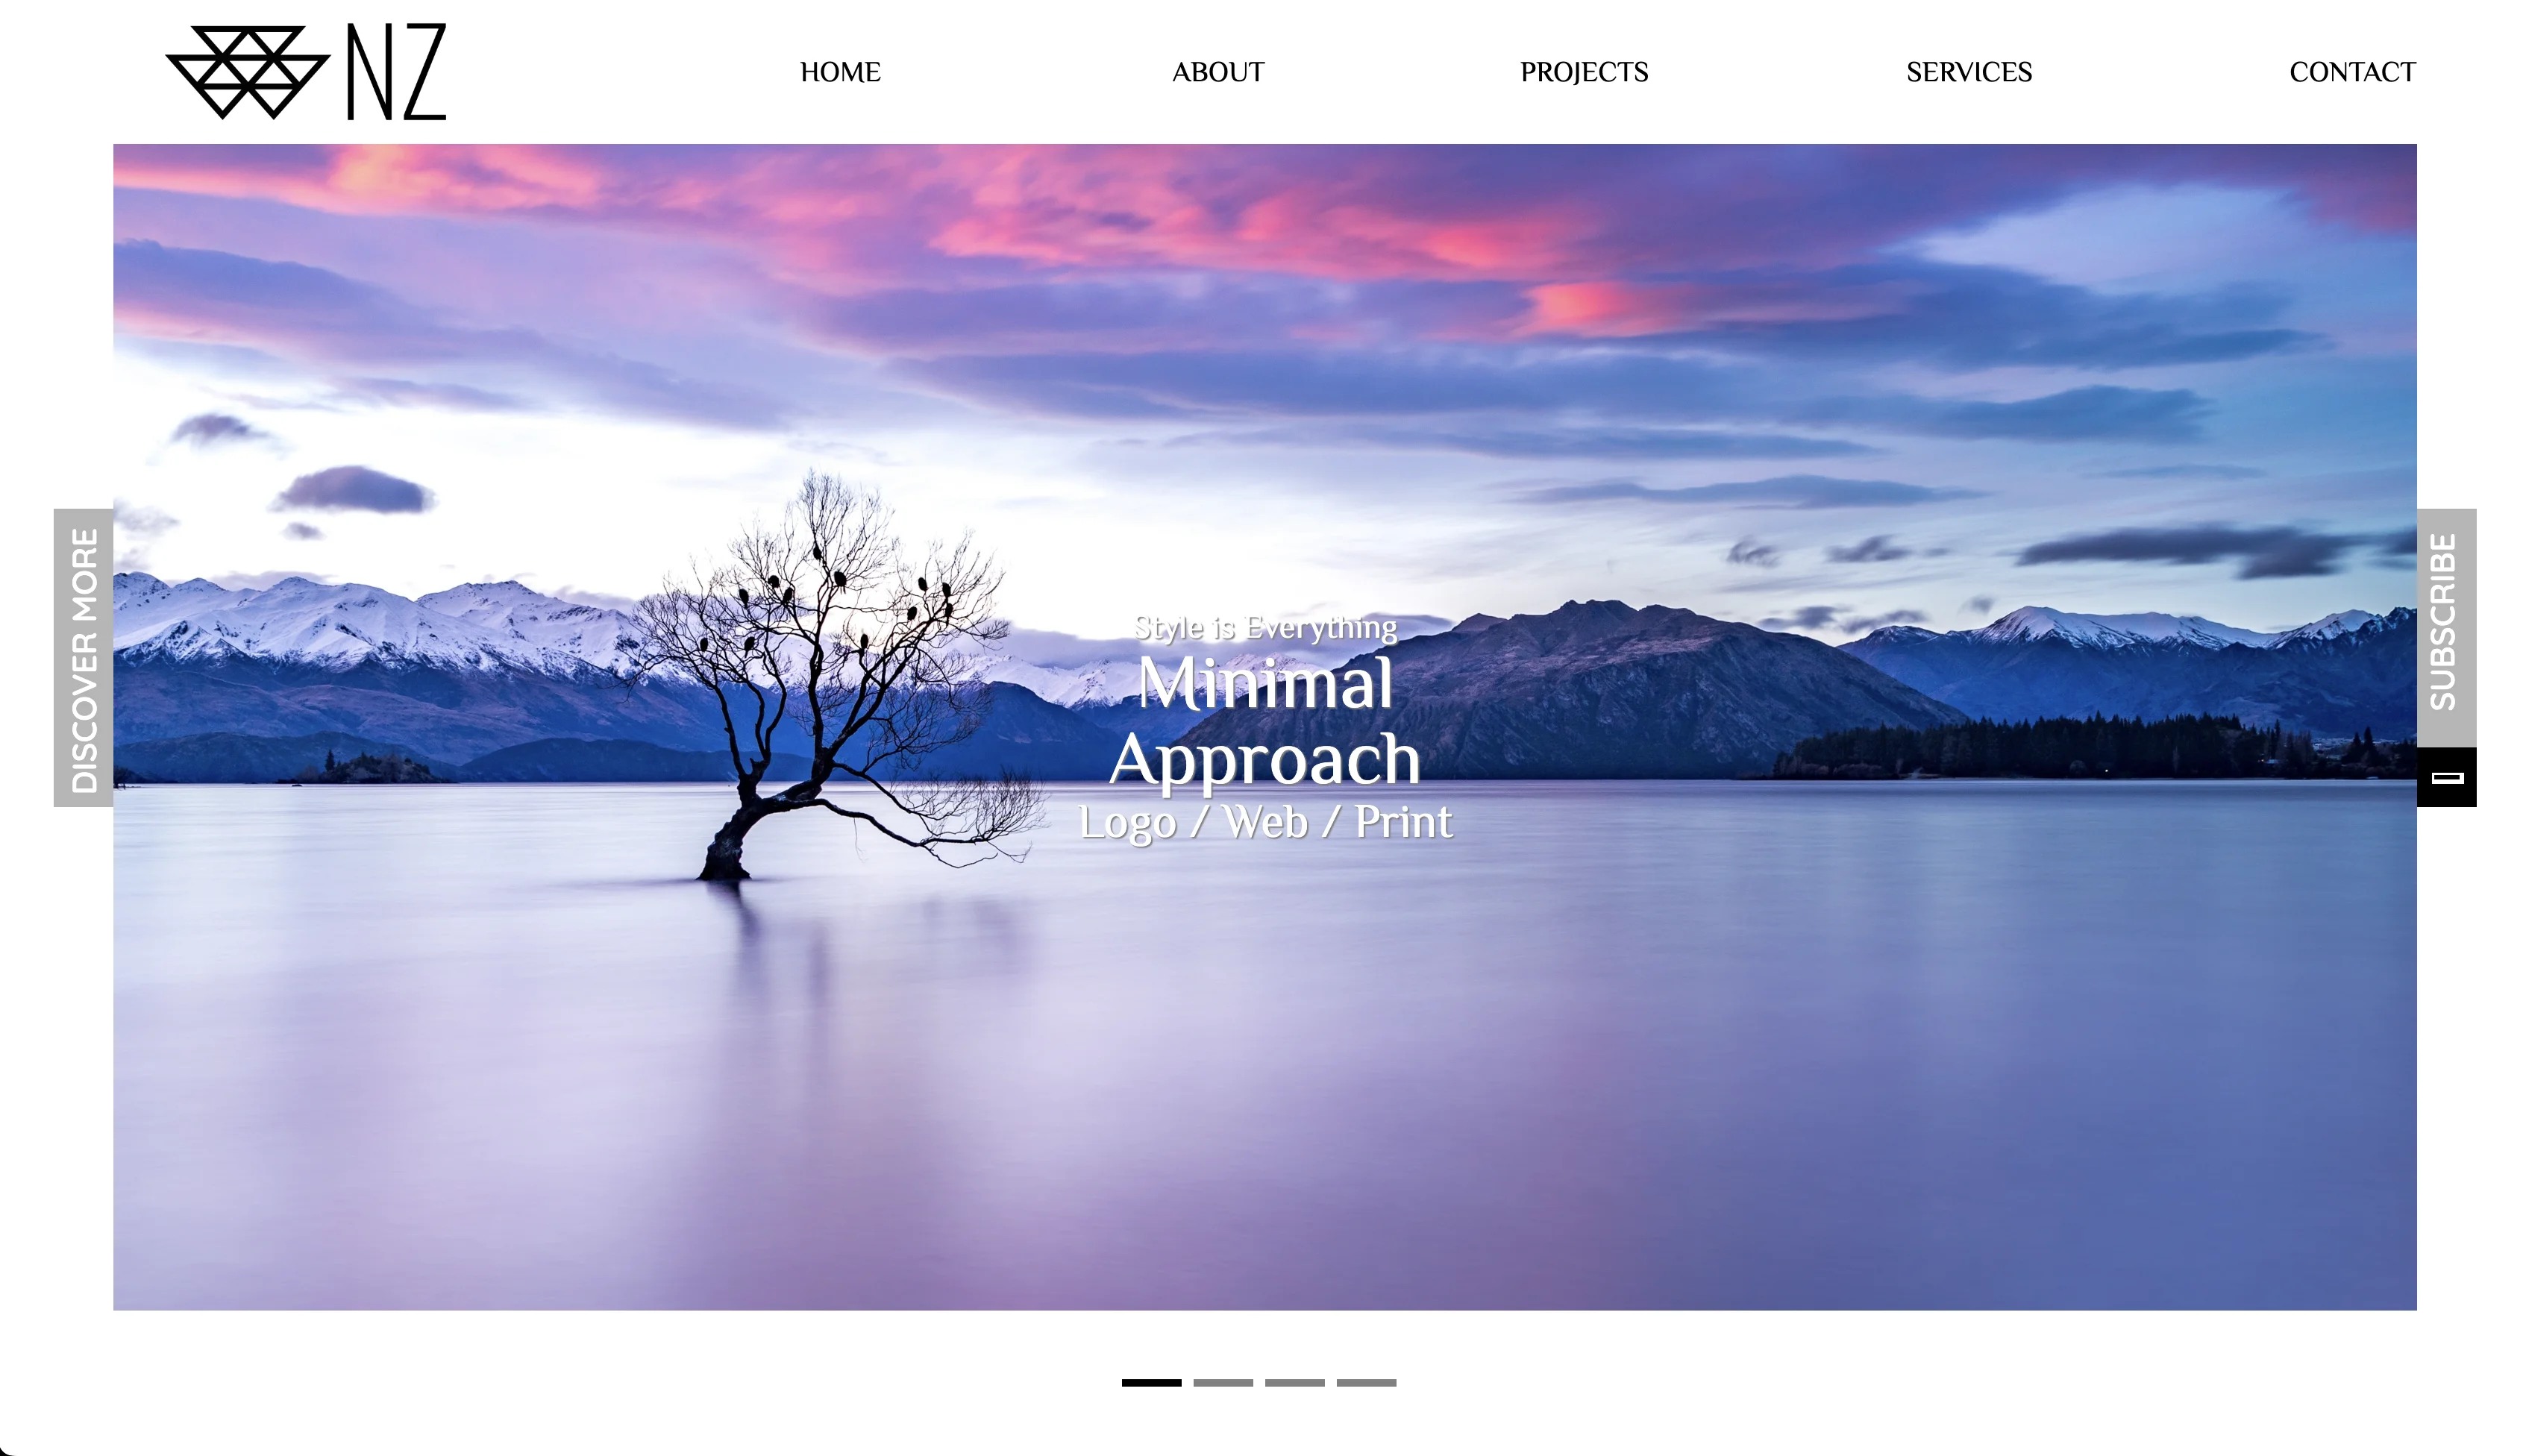 NZ
HOME ABOUT PROJECTS SERVICES CONTACT
DISCOVER MORE
SUBSCRIBE
Style is Everything
Minimal
Approach
Logo / Web / Print